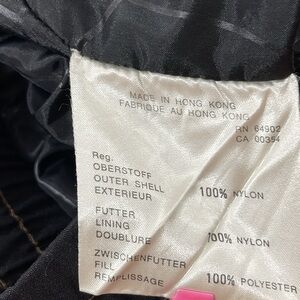 MADE IN HONG KONG
FABRIQUE AU HONG KONG
RN 64902
CA 00354
Reg.
OBERSTOFF
OUTER SHELL
EXTERIEUR 100% NYLON
FUTTER
LINING
DOUBLURE 100% NYLON
ZWISCHENFUTTER
FILL
REMPLISSAGE 100% POLYESTER